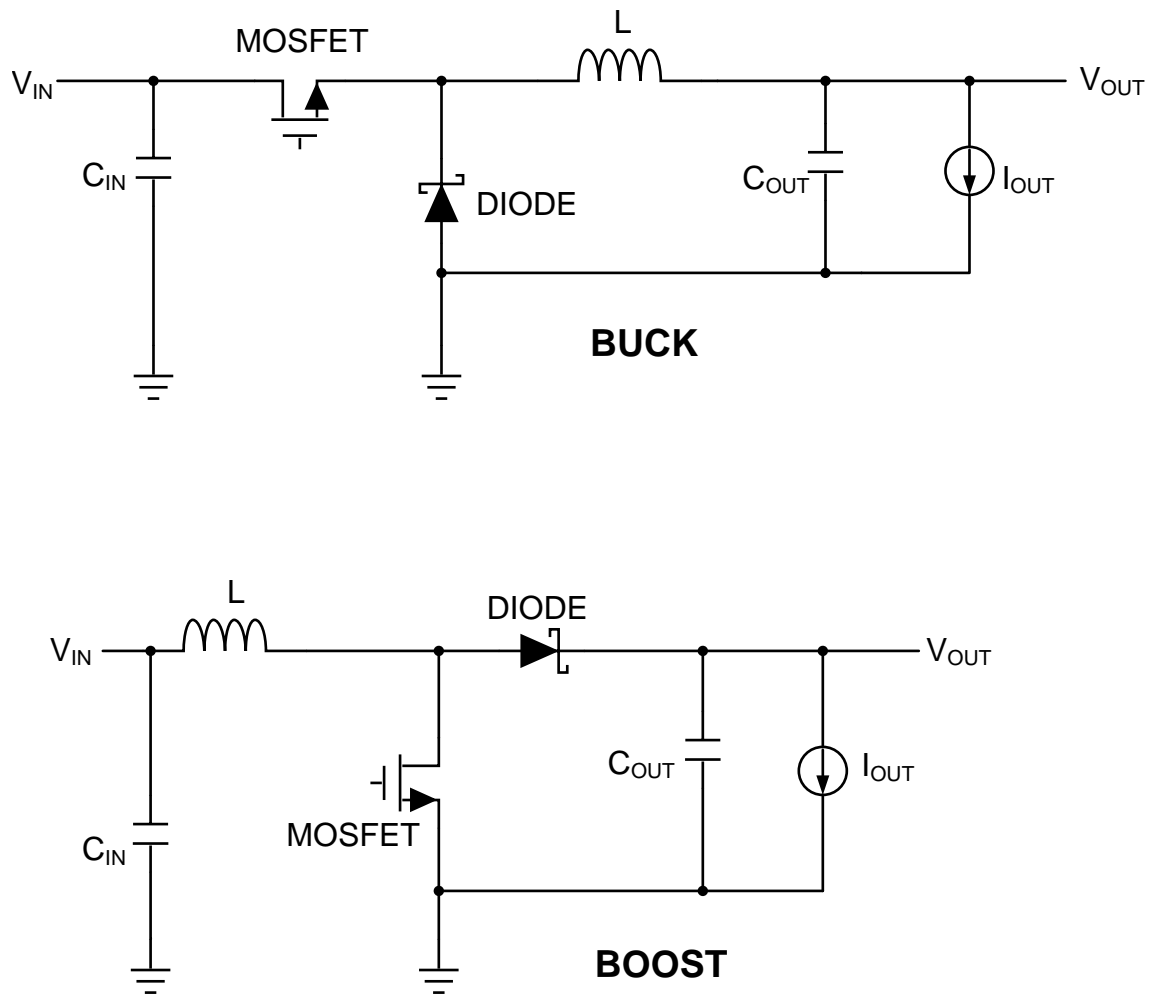 L
MOSFET
VIN
VOUT
CIN
COUT
IOUT
DIODE
BUCK
L
DIODE
VIN
VOUT
COUT
IOUT
MOSFET
CIN
BOOST